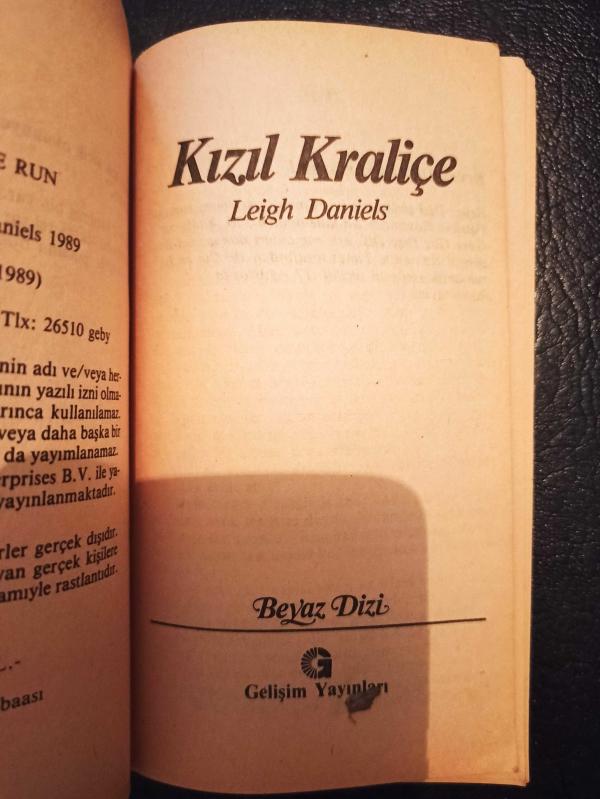 E RUN
niels 1989
1989)
Tlx: 26510 geby
nin adı ve/veya her-
ının yazılı izni olma-
rınca kullanılamaz.
veya daha başka bir
da yayımlanamaz.
erprises B.V. ile ya-
yayınlanmaktadır.
rler gerçek dışıdır.
yan gerçek kişilere
amıyle rastlantıdır.
L.-
baası
Kızıl Kraliçe
Leigh Daniels
Beyaz Dizi
Gelişim Yayınları